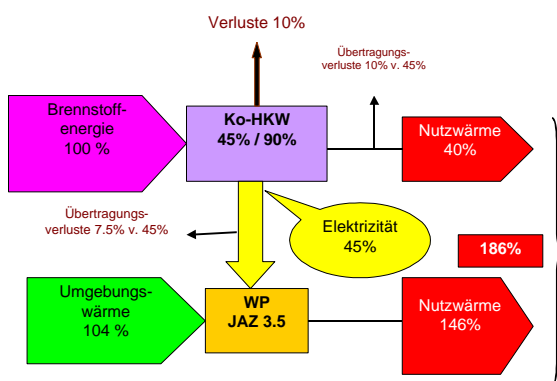 Verluste 10%
Übertragungs-
verluste 10% v. 45%
Brennstoff-
energie
100 %
Ko-HKW
45% / 90%
Nutzwärme
40%
Übertragungs-
verluste 7.5% v. 45%
Elektrizität
45%
186%
Umgebungs-
wärme
104 %
WP
JAZ 3.5
Nutzwärme
146%